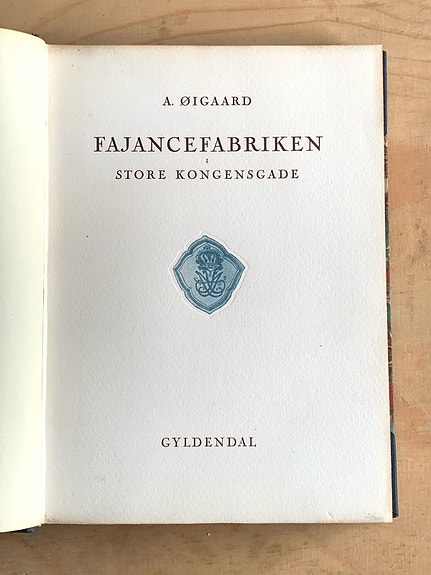 A. ØIGAARD
FAJANCEFABRIKEN
I
STORE KONGENSGADE
GYLDENDAL